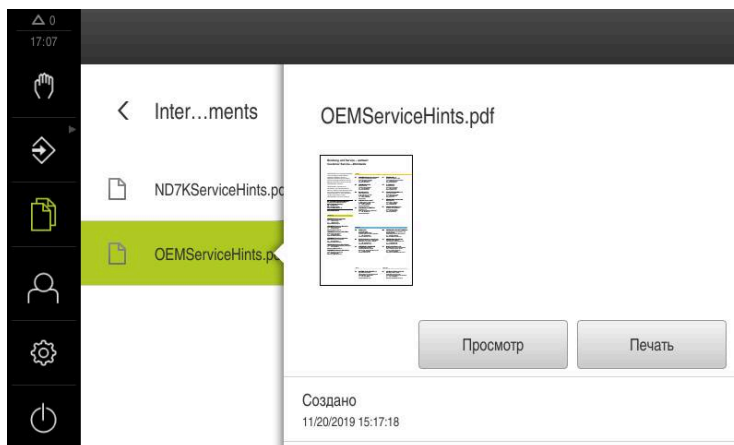 △ 0
17:07
Inter...ments
ND7KServiceHints.pd
OEMServiceHints.pd
OEMServiceHints.pdf
Просмотр
Печать
Создано
11/20/2019 15:17:18